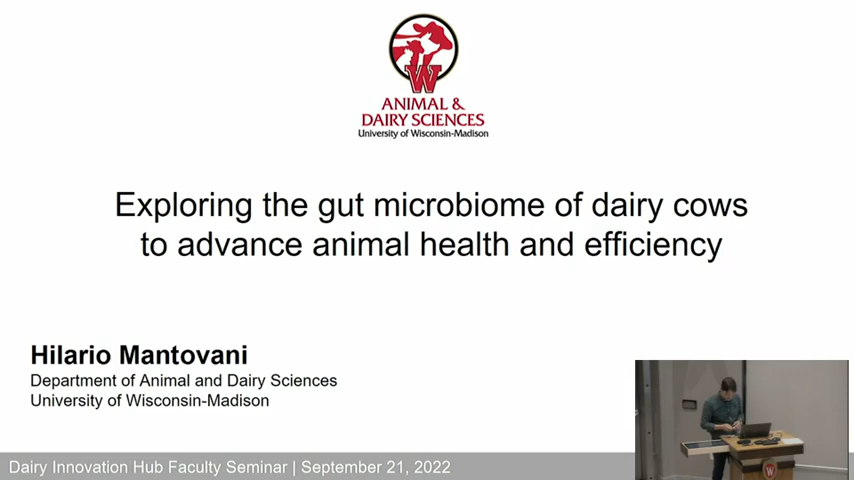 W
ANIMAL &
DAIRY SCIENCES
University of Wisconsin-Madison
Exploring the gut microbiome of dairy cows
to advance animal health and efficiency
Hilario Mantovani
Department of Animal and Dairy Sciences
University of Wisconsin-Madison
Dairy Innovation Hub Faculty Seminar | September 21, 2022
W